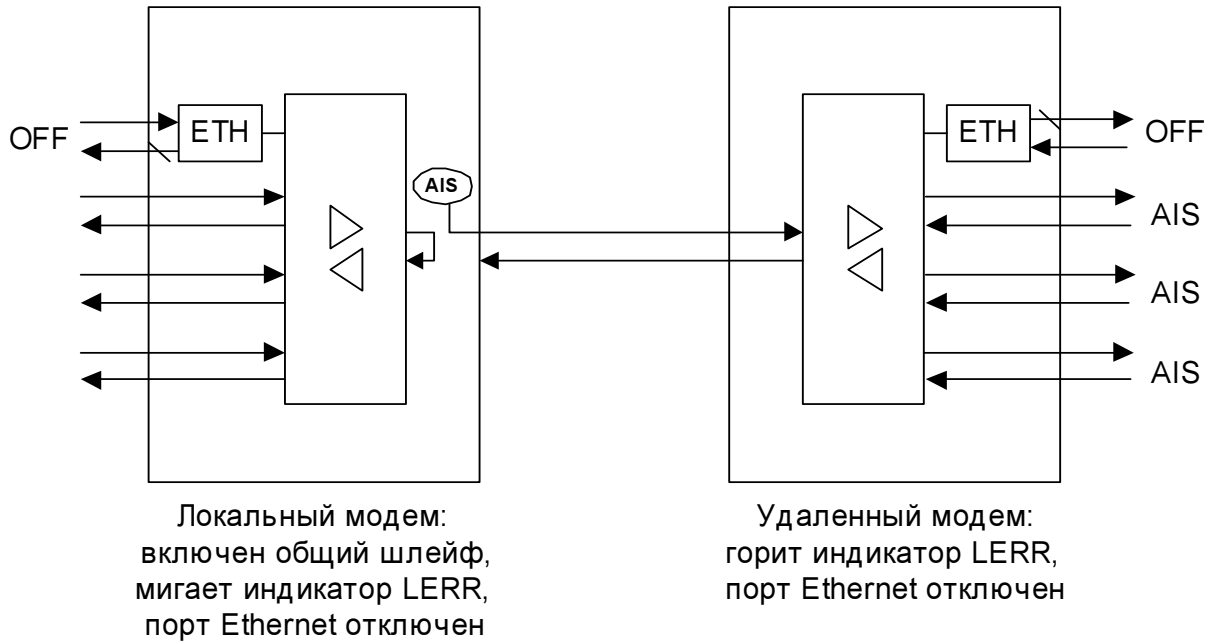 OFF
ETH
AIS
ETH
OFF
AIS
AIS
AIS
Локальный модем:
включен общий шлейф,
мигает индикатор LERR,
порт Ethernet отключен
Удаленный модем:
горит индикатор LERR,
порт Ethernet отключен